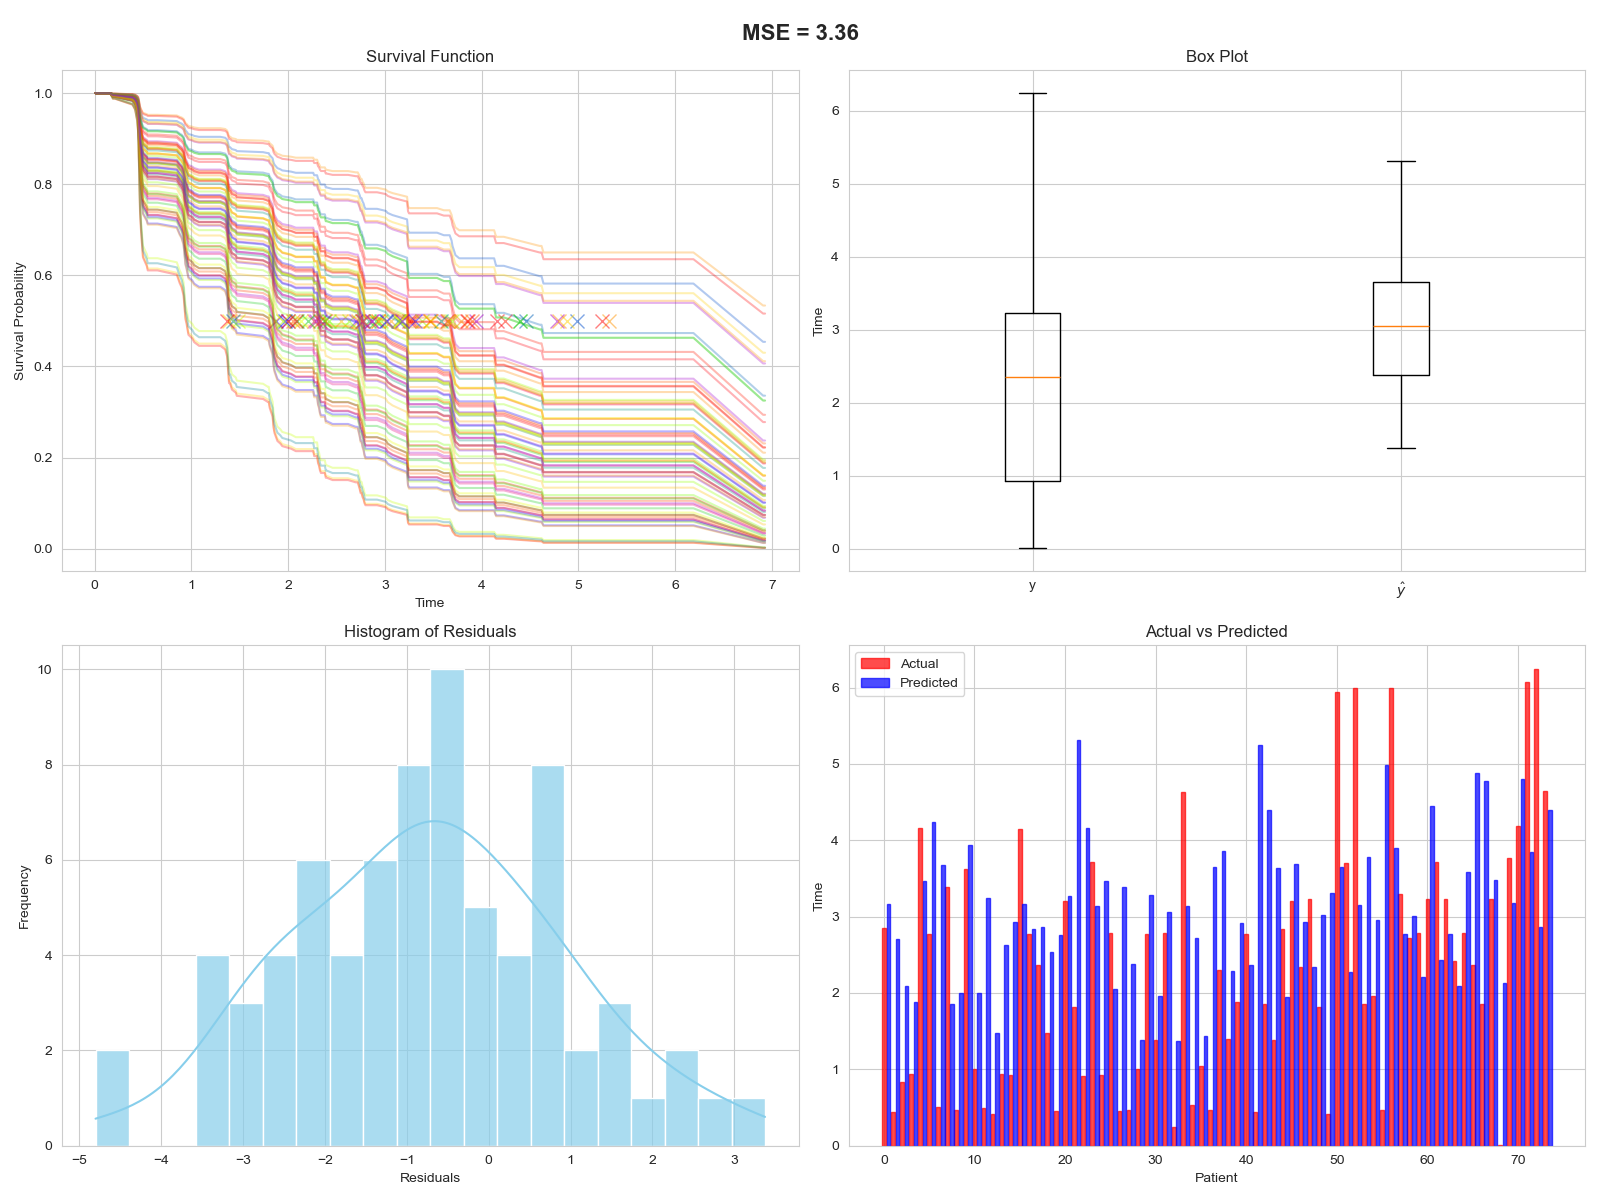 MSE = 3.36
Survival Function
Survival Probability
1.0
0.8
0.6
0.4
0.2
0.0
0 1 2 3 4 5 6 7
Time
Box Plot
Time
6
5
4
3
2
1
0
y ŷ
Histogram of Residuals
Frequency
10
8
6
4
2
0
−5 −4 −3 −2 −1 0 1 2 3
Residuals
Actual vs Predicted
Actual
Predicted
Time
6
5
4
3
2
1
0
0 10 20 30 40 50 60 70
Patient